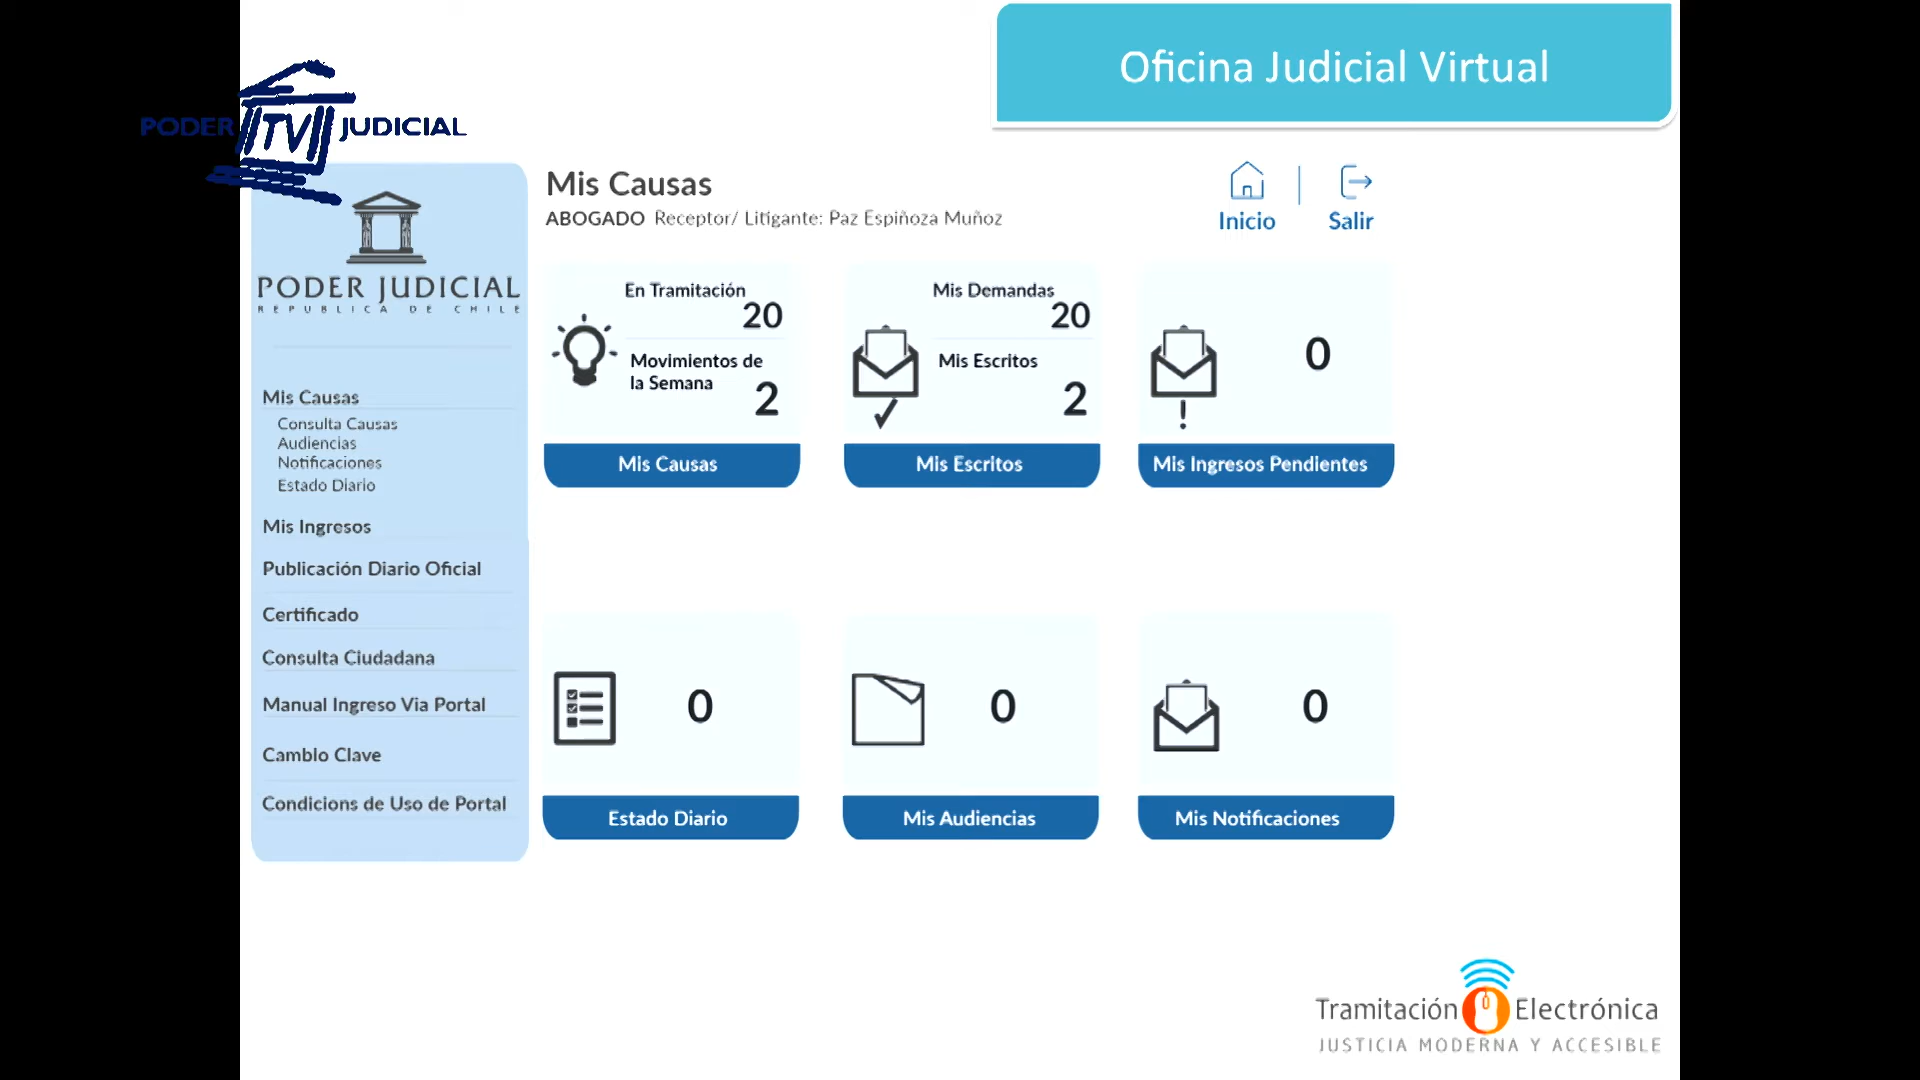 Oficina Judicial Virtual
PODER TV JUDICIAL
PODER JUDICIAL
REPUBLICA DE CHILE
Mis Causas
Consulta Causas
Audiencias
Notificaciones
Estado Diario
Mis Ingresos
Publicación Diario Oficial
Certificado
Consulta Ciudadana
Manual Ingreso Via Portal
Camblo Clave
Condicions de Uso de Portal
Mis Causas
ABOGADO Receptor/ Litigante: Paz Espiñoza Muñoz
Inicio
Salir
En Tramitación
20
Movimientos de
la Semana
2
Mis Causas
Mis Demandas
20
Mis Escritos
2
Mis Escritos
0
Mis Ingresos Pendientes
0
Estado Diario
0
Mis Audiencias
0
Mis Notificaciones
Tramitación Electrónica
JUSTICIA MODERNA Y ACCESIBLE